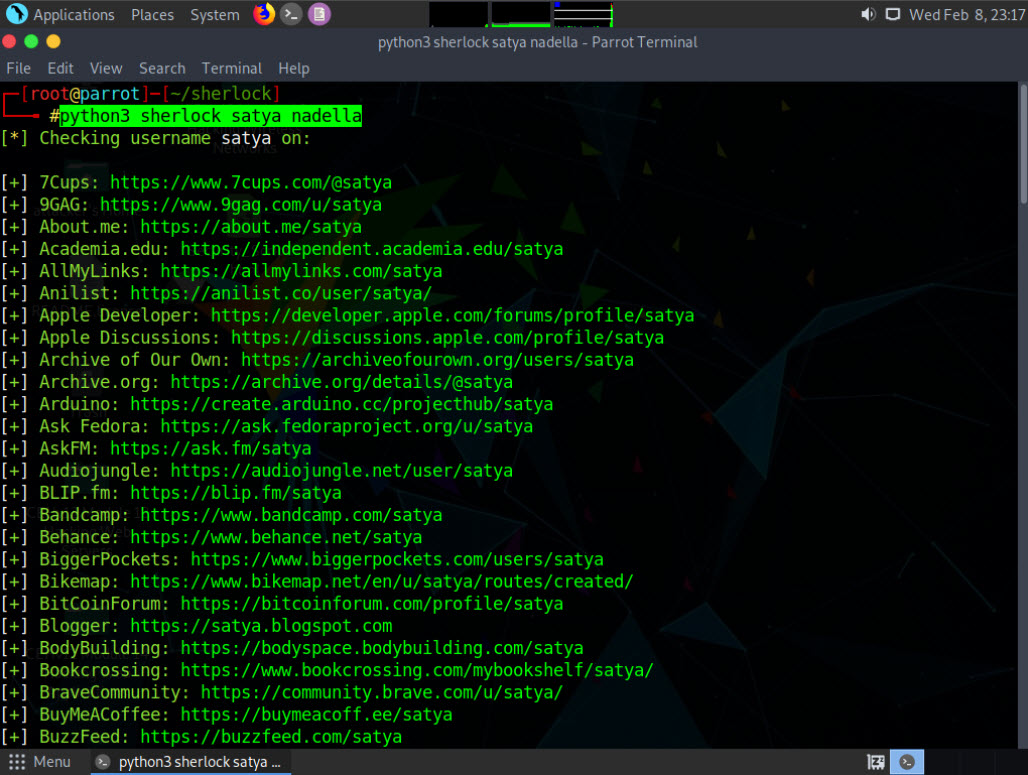 Applications Places System Wed Feb 8, 23:17
python3 sherlock satya nadella - Parrot Terminal
File Edit View Search Terminal Help
[root@parrot]─[~/sherlock]
#python3 sherlock satya nadella
[*] Checking username satya on:
[+] 7Cups: https://www.7cups.com/@satya
[+] 9GAG: https://www.9gag.com/u/satya
[+] About.me: https://about.me/satya
[+] Academia.edu: https://independent.academia.edu/satya
[+] AllMyLinks: https://allmylinks.com/satya
[+] Anilist: https://anilist.co/user/satya/
[+] Apple Developer: https://developer.apple.com/forums/profile/satya
[+] Apple Discussions: https://discussions.apple.com/profile/satya
[+] Archive of Our Own: https://archiveofourown.org/users/satya
[+] Archive.org: https://archive.org/details/@satya
[+] Arduino: https://create.arduino.cc/projecthub/satya
[+] Ask Fedora: https://ask.fedoraproject.org/u/satya
[+] AskFM: https://ask.fm/satya
[+] Audiojungle: https://audiojungle.net/user/satya
[+] BLIP.fm: https://blip.fm/satya
[+] Bandcamp: https://www.bandcamp.com/satya
[+] Behance: https://www.behance.net/satya
[+] BiggerPockets: https://www.biggerpockets.com/users/satya
[+] Bikemap: https://www.bikemap.net/en/u/satya/routes/created/
[+] BitCoinForum: https://bitcoinforum.com/profile/satya
[+] Blogger: https://satya.blogspot.com
[+] BodyBuilding: https://bodyspace.bodybuilding.com/satya
[+] Bookcrossing: https://www.bookcrossing.com/mybookshelf/satya/
[+] BraveCommunity: https://community.brave.com/u/satya/
[+] BuyMeACoffee: https://buymeacoff.ee/satya
[+] BuzzFeed: https://buzzfeed.com/satya
Menu python3 sherlock satya ...